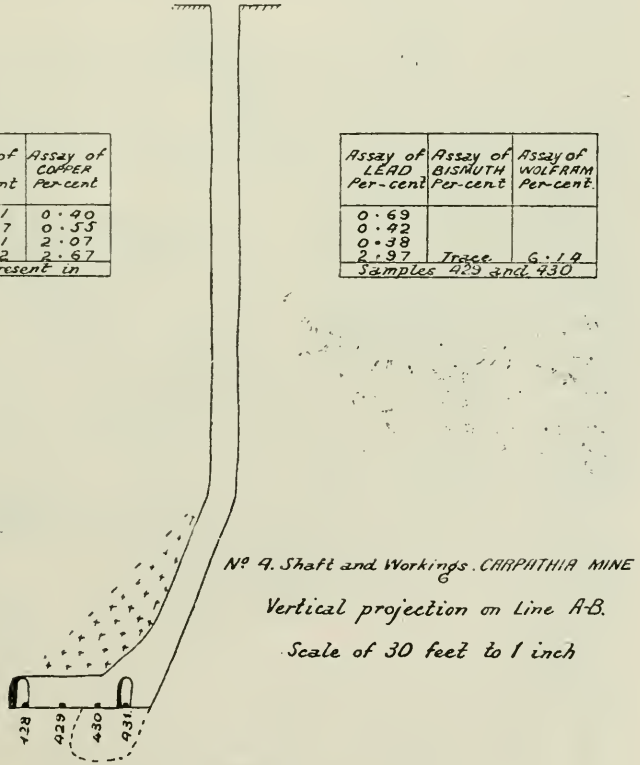 of Assay of
COPPER
nt Per-cent
1 0·40
7 0·55
1 2·07
2 2·67
resent in
Assay of LEAD Per-cent
Assay of BISMUTH Per-cent
Assay of WOLFRAM Per-cent.
0·69
0·42
0·38
2·97 Trace 6·14
Samples 429 and 430
Nº 4. Shaft and Workings. CARPATHIA MINE
Vertical projection on Line A-B.
Scale of 30 feet to 1 inch
428
429
430
431